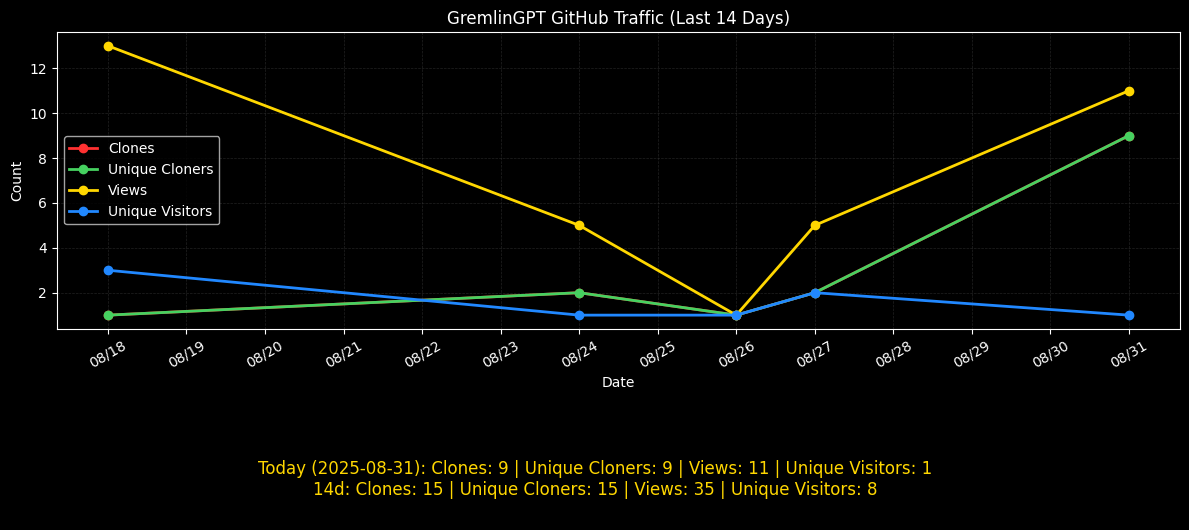 GremlinGPT GitHub Traffic (Last 14 Days)
Count
12
10
8
6
4
2
Clones
Unique Cloners
Views
Unique Visitors
08/18 08/19 08/20 08/21 08/22 08/23 08/24 08/25 08/26 08/27 08/28 08/29 08/30 08/31
Date
Today (2025-08-31): Clones: 9 | Unique Cloners: 9 | Views: 11 | Unique Visitors: 1
14d: Clones: 15 | Unique Cloners: 15 | Views: 35 | Unique Visitors: 8